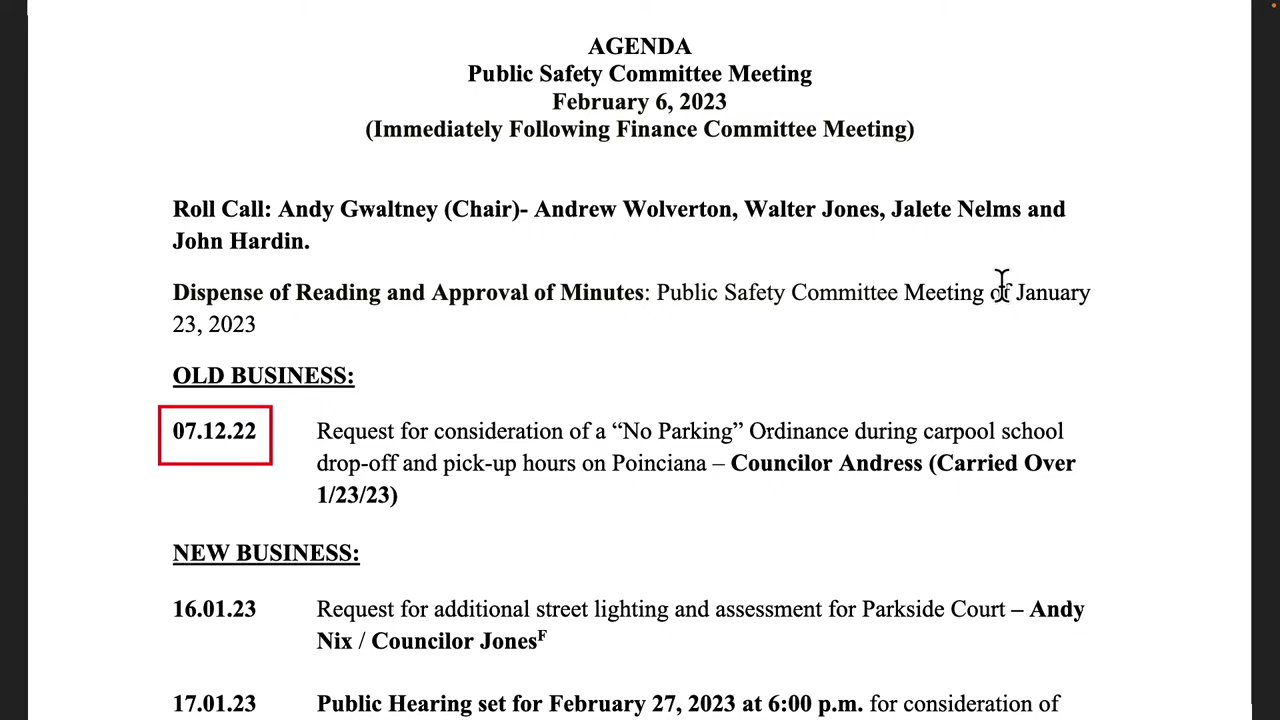 AGENDA
Public Safety Committee Meeting
February 6, 2023
(Immediately Following Finance Committee Meeting)
Roll Call: Andy Gwaltney (Chair)- Andrew Wolverton, Walter Jones, Jalete Nelms and
John Hardin.
Dispense of Reading and Approval of Minutes: Public Safety Committee Meeting of January
23, 2023
OLD BUSINESS:
07.12.22 Request for consideration of a “No Parking” Ordinance during carpool school
drop-off and pick-up hours on Poinciana – Councilor Andress (Carried Over
1/23/23)
NEW BUSINESS:
16.01.23 Request for additional street lighting and assessment for Parkside Court – Andy
Nix / Councilor JonesF
17.01.23 Public Hearing set for February 27, 2023 at 6:00 p.m. for consideration of